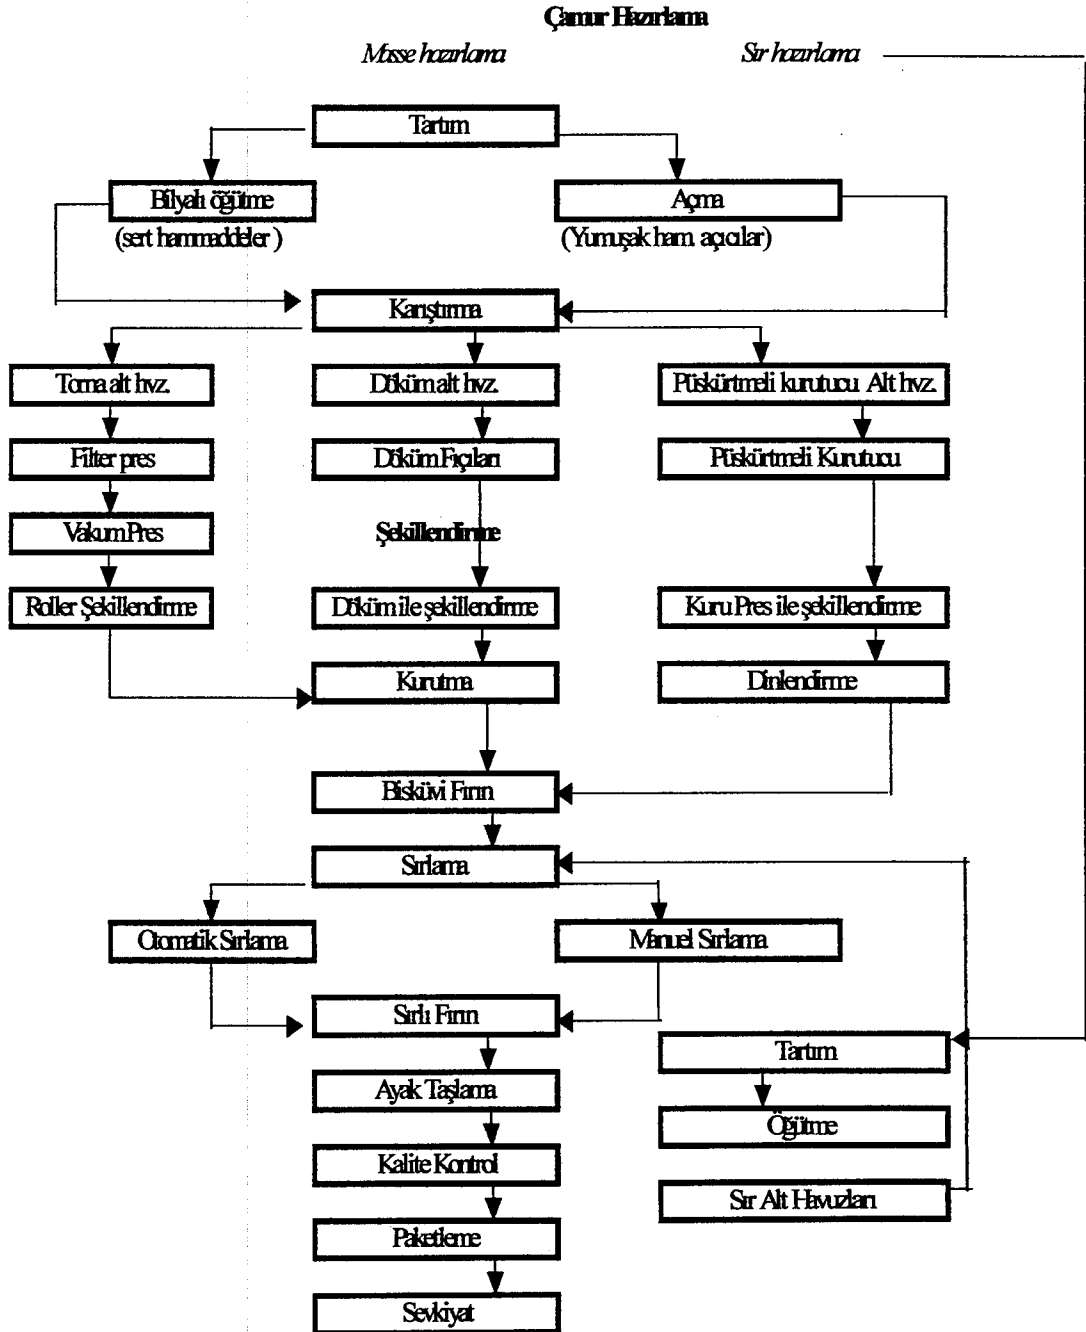 Çamur Hazırlama
Masse hazırlama
Sır hazırlama
Tartım
Bilyalı öğütme
Açma
(sert hammaddeler )
(Yumuşak ham. açıcılar)
Karıştırma
Torna alt hvz.
Döküm alt hvz.
Püskürtmeli kurutucu Alt hvz.
Filter pres
Döküm Fıçıları
Püskürtmeli Kurutucu
Vakum Pres
Şekillendirme
Roller Şekillendirme
Döküm ile şekillendirme
Kuru Pres ile şekillendirme
Kurutma
Dinlendirme
Bisküvi Fırın
Sırlama
Otomatik Sırlama
Manuel Sırlama
Sırlı Fırın
Tartım
Ayak Taşlama
Öğütme
Kalite Kontrol
Sır Alt Havuzları
Paketleme
Sevkiyat